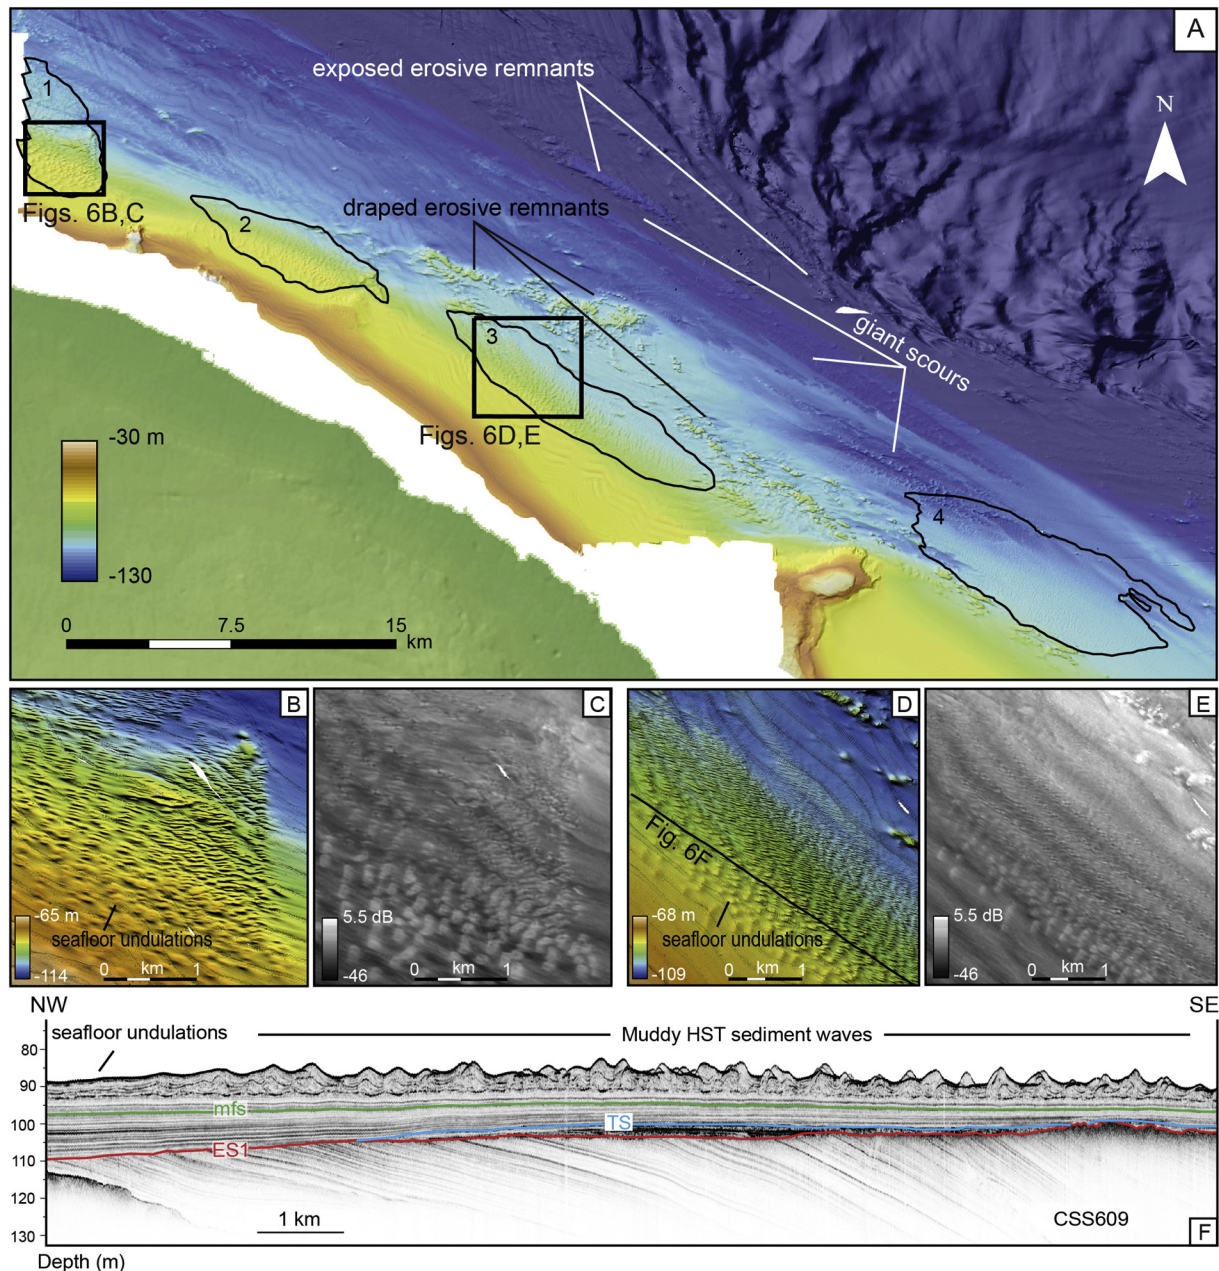 A
exposed erosive remnants
N
1
draped erosive remnants
Figs. 6B,C
2
giant scours
3
Figs. 6D,E
-30 m
4
-130
0 7.5 15
km
B
-65 m
seafloor undulations
-114
0 km 1
C
5.5 dB
-46
0 km 1
D
Fig. 6F
-68 m
seafloor undulations
-109
0 km 1
E
5.5 dB
-46
0 km 1
NW
SE
seafloor undulations
Muddy HST sediment waves
80
90
mfs
100
TS
ES1
110
120
1 km
CSS609
130
F
Depth (m)